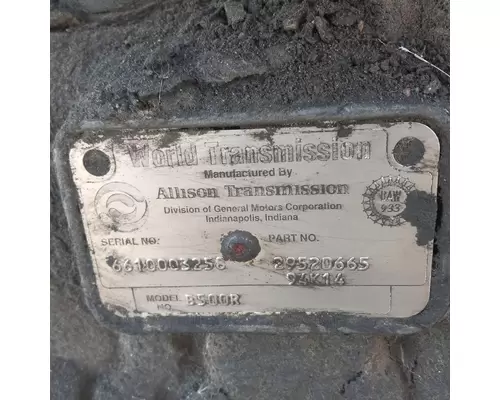 World Transmission
Manufactured By
Allison Transmission
Division of General Motors Corporation
Indianapolis, Indiana
UAW
933
SERIAL NO.
PART NO.
6610003256
29520665
94K14
MODEL NO.
B500R